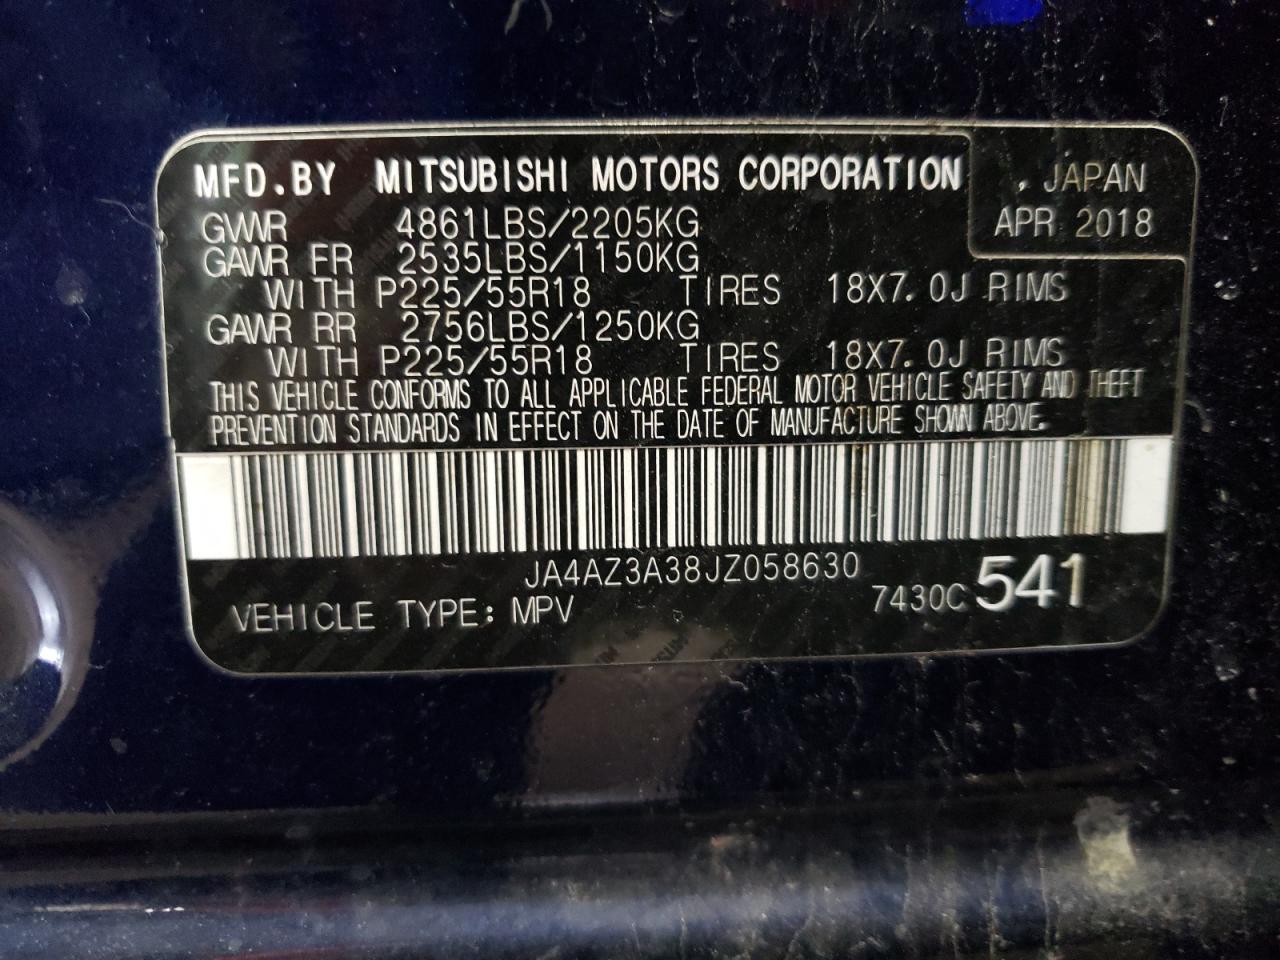 MFD.BY MITSUBISHI MOTORS CORPORATION, JAPAN
GVWR 4861LBS/2205KG APR 2018
GAWR FR 2535LBS/1150KG
WITH P225/55R18 TIRES 18X7.0J RIMS
GAWR RR 2756LBS/1250KG
WITH P225/55R18 TIRES 18X7.0J RIMS
THIS VEHICLE CONFORMS TO ALL APPLICABLE FEDERAL MOTOR VEHICLE SAFETY AND THEFT
PREVENTION STANDARDS IN EFFECT ON THE DATE OF MANUFACTURE SHOWN ABOVE.
JA4AZ3A38JZ058630
VEHICLE TYPE: MPV 7430C 541